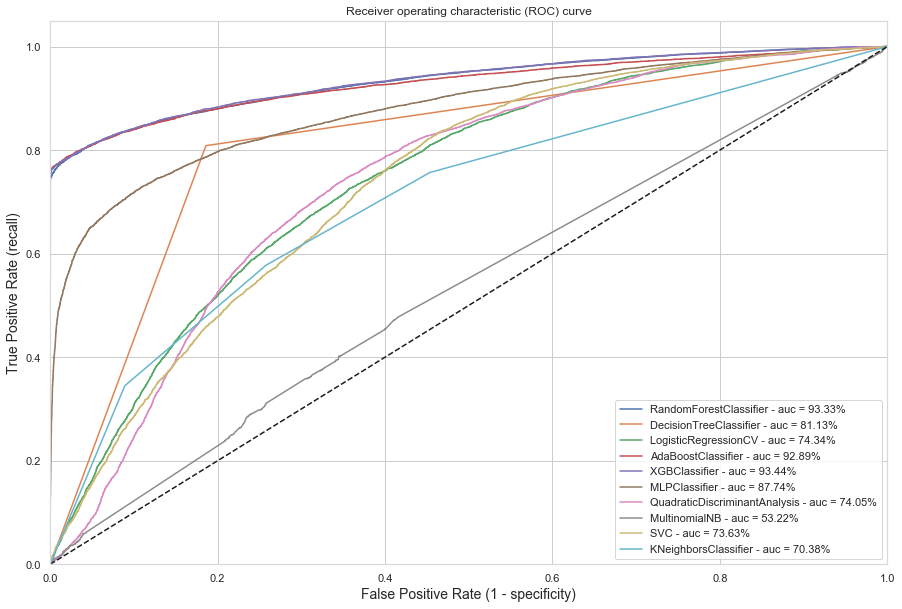 Receiver operating characteristic (ROC) curve
1.0
0.8
0.6
0.4
0.2
0.0
True Positive Rate (recall)
RandomForestClassifier - auc = 93.33%
DecisionTreeClassifier - auc = 81.13%
LogisticRegressionCV - auc = 74.34%
AdaBoostClassifier - auc = 92.89%
XGBClassifier - auc = 93.44%
MLPClassifier - auc = 87.74%
QuadraticDiscriminantAnalysis - auc = 74.05%
MultinomialNB - auc = 53.22%
SVC - auc = 73.63%
KNeighborsClassifier - auc = 70.38%
0.0 0.2 0.4 0.6 0.8 1.0
False Positive Rate (1 - specificity)